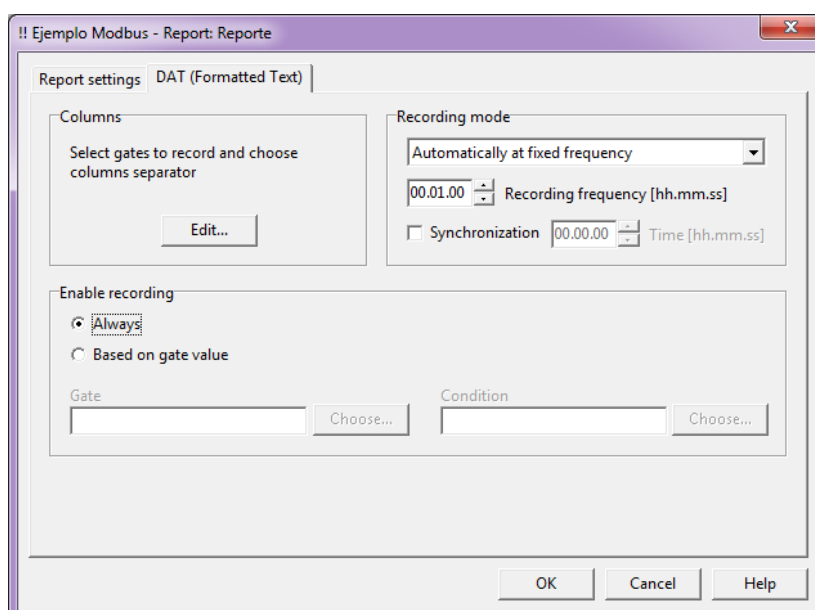 !! Ejemplo Modbus - Report: Reporte
Report settings
DAT (Formatted Text)
Columns
Select gates to record and choose
columns separator
Edit...
Recording mode
Automatically at fixed frequency
00.01.00 Recording frequency [hh.mm.ss]
Synchronization 00.00.00 Time [hh.mm.ss]
Enable recording
Always
Based on gate value
Gate
Choose...
Condition
Choose...
OK
Cancel
Help